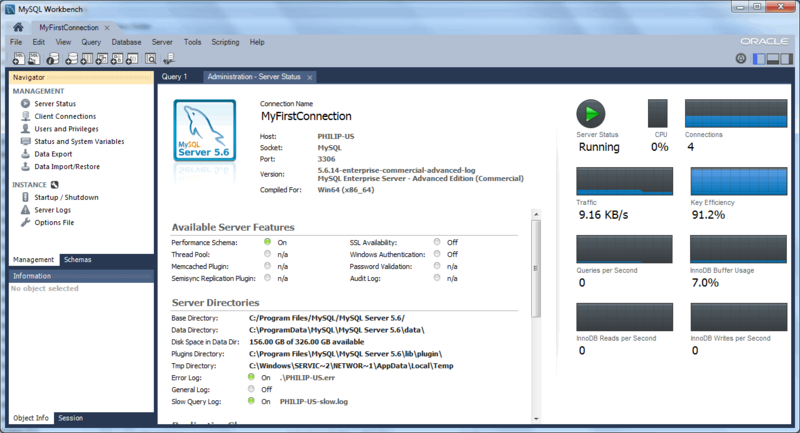 MySQL Workbench
MyFirstConnection ×
File Edit View Query Database Server Tools Scripting Help
ORACLE
Navigator
MANAGEMENT
Server Status
Client Connections
Users and Privileges
Status and System Variables
Data Export
Data Import/Restore
INSTANCE
Startup / Shutdown
Server Logs
Options File
Management Schemas
Information
No object selected
Object Info Session
Query 1 Administration - Server Status ×
MySQL
Server 5.6
Connection Name
MyFirstConnection
Host: PHILIP-US
Socket: MySQL
Port: 3306
Version: 5.6.14-enterprise-commercial-advanced-log
MySQL Enterprise Server - Advanced Edition (Commercial)
Compiled For: Win64 (x86_64)
Available Server Features
Performance Schema: On SSL Availability: Off
Thread Pool: n/a Windows Authentication: Off
Memcached Plugin: n/a Password Validation: n/a
Semisync Replication Plugin: n/a Audit Log: n/a
Server Directories
Base Directory: C:/Program Files/MySQL/MySQL Server 5.6/
Data Directory: C:\ProgramData\MySQL\MySQL Server 5.6\data\
Disk Space in Data Dir: 156.00 GB of 326.00 GB available
Plugins Directory: C:\Program Files\MySQL\MySQL Server 5.6\lib\plugin\
Tmp Directory: C:\Windows\SERVIC~2\NETWOR~1\AppData\Local\Temp
Error Log: On .\PHILIP-US.err
General Log: Off
Slow Query Log: On PHILIP-US-slow.log
Server Status CPU Connections
Running 0% 4
Traffic Key Efficiency
9.16 KB/s 91.2%
Queries per Second InnoDB Buffer Usage
0 7.0%
InnoDB Reads per Second InnoDB Writes per Second
0 0